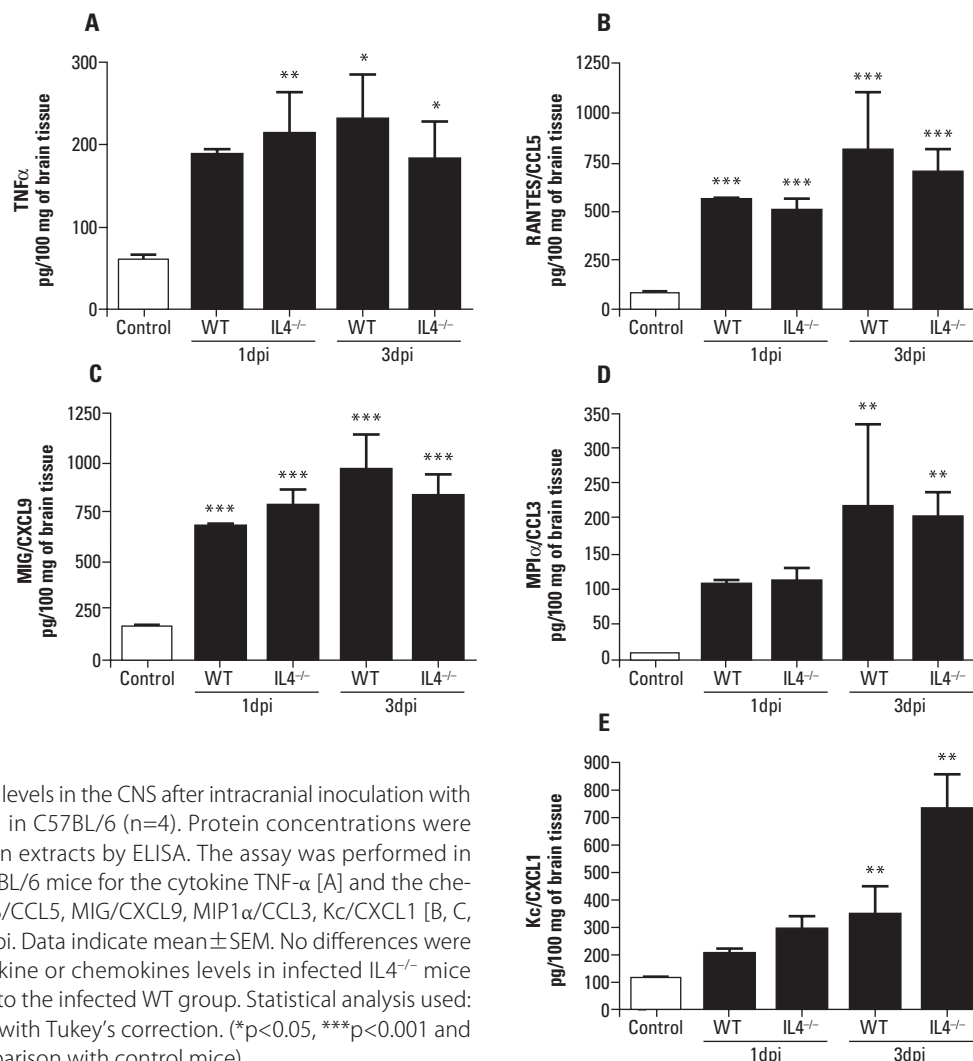 A
TNFα
pg/100 mg of brain tissue
300
200
100
0
**
*
*
Control WT IL4–/– WT IL4–/–
1dpi 3dpi
B
RANTES/CCL5
pg/100 mg of brain tissue
1250
1000
750
500
250
0
***
***
***
***
Control WT IL4–/– WT IL4–/–
1dpi 3dpi
C
MIG/CXCL9
pg/100 mg of brain tissue
1250
1000
750
500
250
0
***
***
***
***
Control WT IL4–/– WT IL4–/–
1dpi 3dpi
D
MPIα/CCL3
pg/100 mg of brain tissue
350
300
250
200
150
100
50
0
**
**
Control WT IL4–/– WT IL4–/–
1dpi 3dpi
E
Kc/CXCL1
pg/100 mg of brain tissue
900
800
700
600
500
400
300
200
100
0
**
**
Control WT IL4–/– WT IL4–/–
1dpi 3dpi
levels in the CNS after intracranial inoculation with
in C57BL/6 (n=4). Protein concentrations were
n extracts by ELISA. The assay was performed in
BL/6 mice for the cytokine TNF-α [A] and the che-
S/CCL5, MIG/CXCL9, MIP1α/CCL3, Kc/CXCL1 [B, C,
pi. Data indicate mean±SEM. No differences were
kine or chemokines levels in infected IL4–/– mice
to the infected WT group. Statistical analysis used:
with Tukey's correction. (*p<0.05, ***p<0.001 and
parison with control mice)